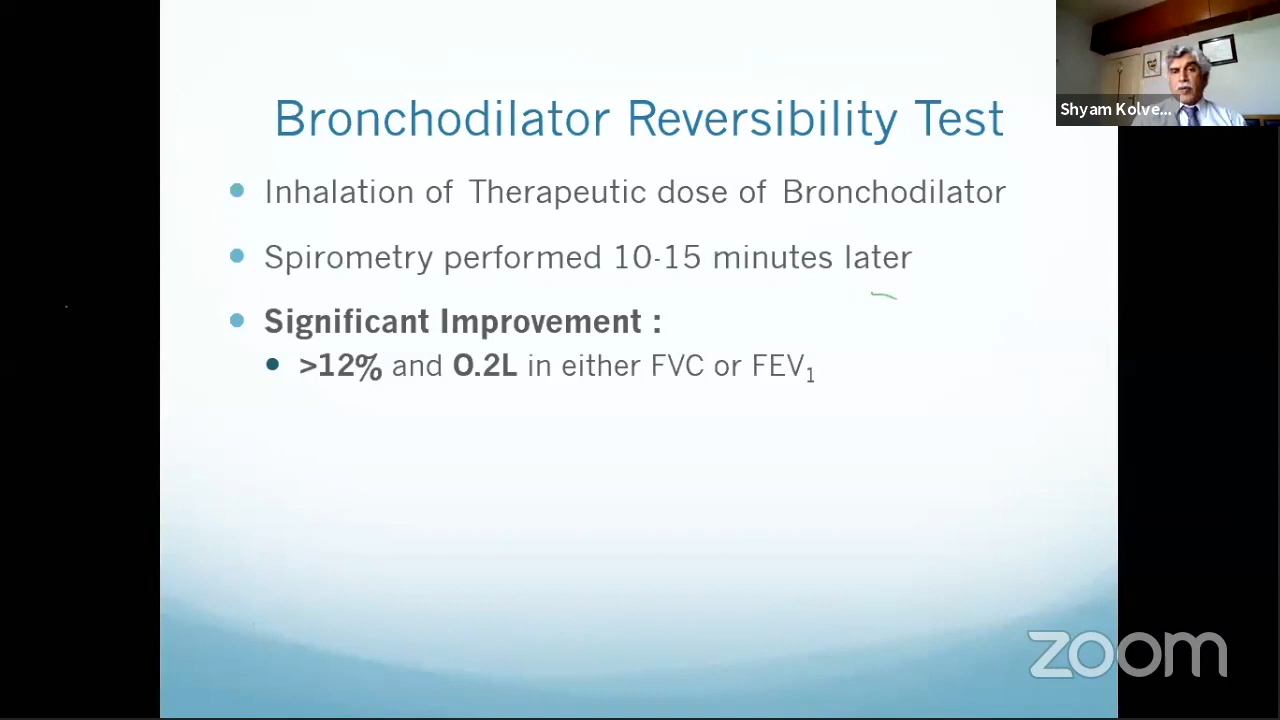 Bronchodilator Reversibility Test
Shyam Kolve...
Inhalation of Therapeutic dose of Bronchodilator
Spirometry performed 10-15 minutes later
Significant Improvement :
>12% and 0.2L in either FVC or FEV₁
zoom